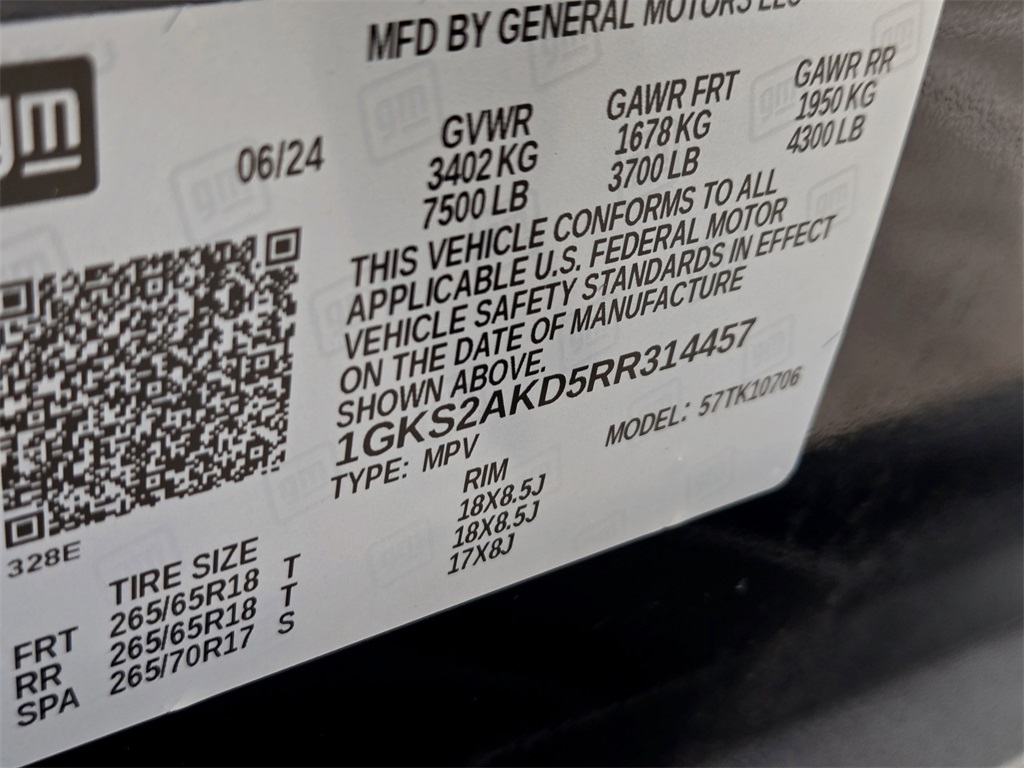 MFD BY GENERAL MOTORS LLC
gm
06/24
GVWR
3402 KG
7500 LB
GAWR FRT
1678 KG
3700 LB
GAWR RR
1950 KG
4300 LB
THIS VEHICLE CONFORMS TO ALL
APPLICABLE U.S. FEDERAL MOTOR
VEHICLE SAFETY STANDARDS IN EFFECT
ON THE DATE OF MANUFACTURE
SHOWN ABOVE.
1GKS2AKD5RR314457
TYPE: MPV
MODEL: 57TK10706
328E
TIRE SIZE RIM
FRT 265/65R18 T 18X8.5J
RR 265/65R18 T 18X8.5J
SPA 265/70R17 S 17X8J